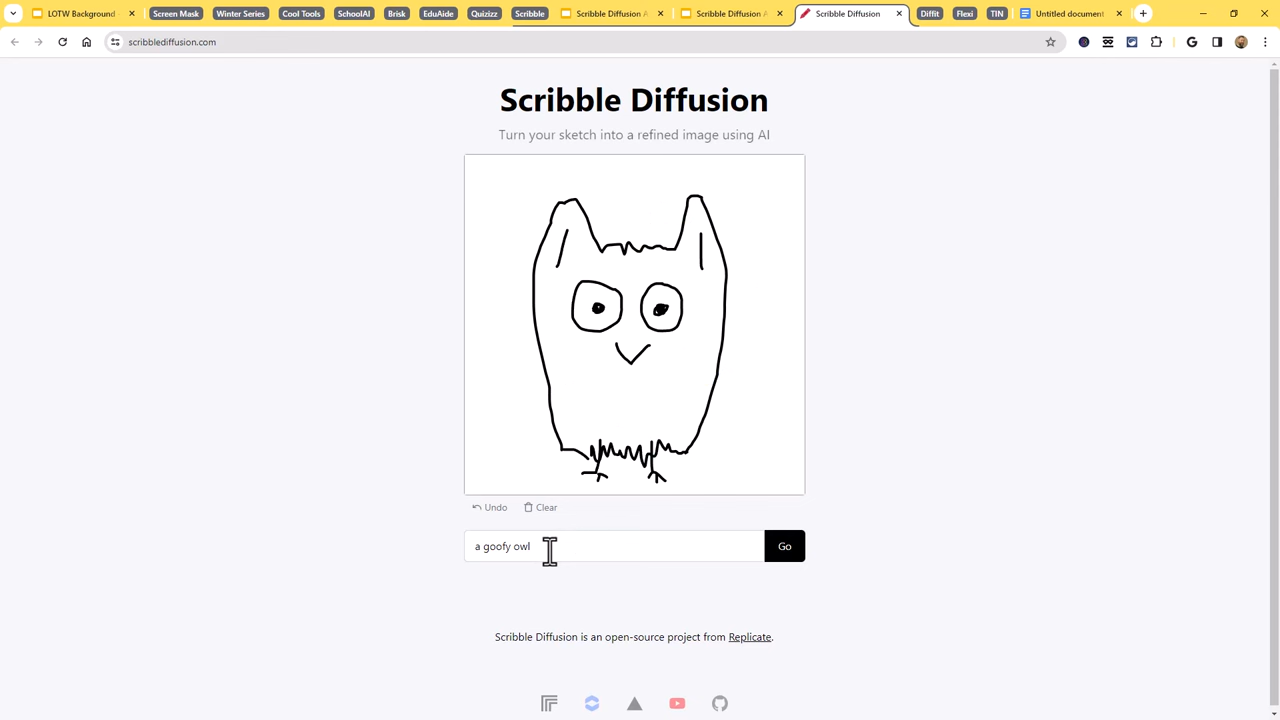 LOTW Background Screen Mask Winter Series Cool Tools SchoolAI Brisk EduAide Quizizz Scribble Scribble Diffusion A Scribble Diffusion A Scribble Diffusion Diffit Flexi TIN Untitled document
scribblediffusion.com
Scribble Diffusion
Turn your sketch into a refined image using AI
Undo Clear
a goofy owl Go
Scribble Diffusion is an open-source project from Replicate.